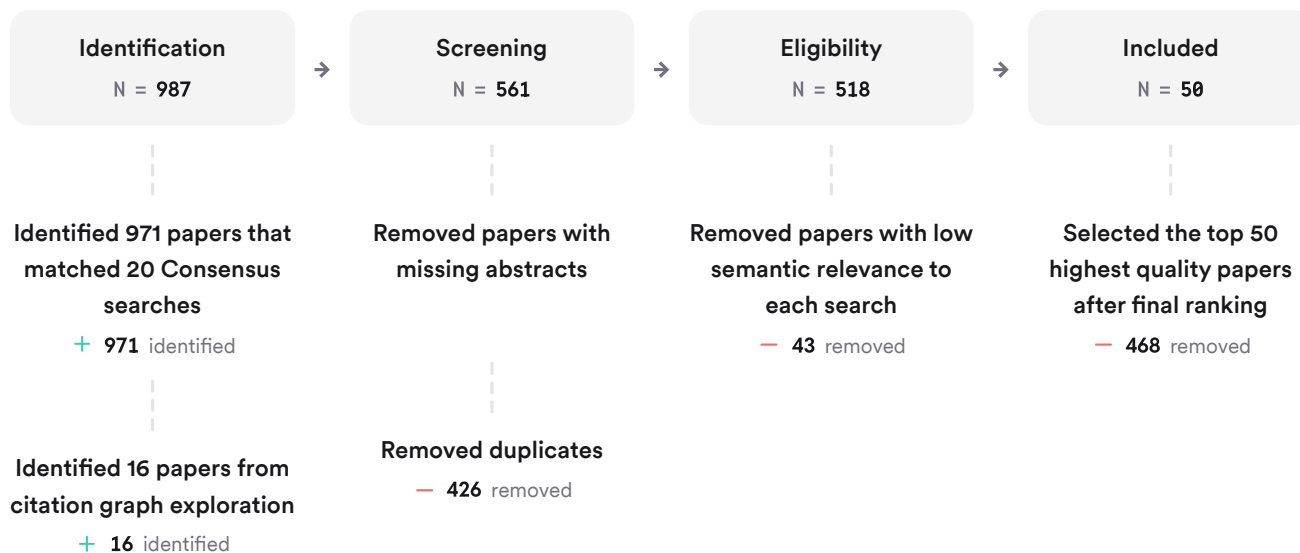 Identification
N = 987
Identified 971 papers that
matched 20 Consensus
searches
+ 971 identified
Identified 16 papers from
citation graph exploration
+ 16 identified
Screening
N = 561
Removed papers with
missing abstracts
Removed duplicates
— 426 removed
Eligibility
N = 518
Removed papers with low
semantic relevance to
each search
— 43 removed
Included
N = 50
Selected the top 50
highest quality papers
after final ranking
— 468 removed